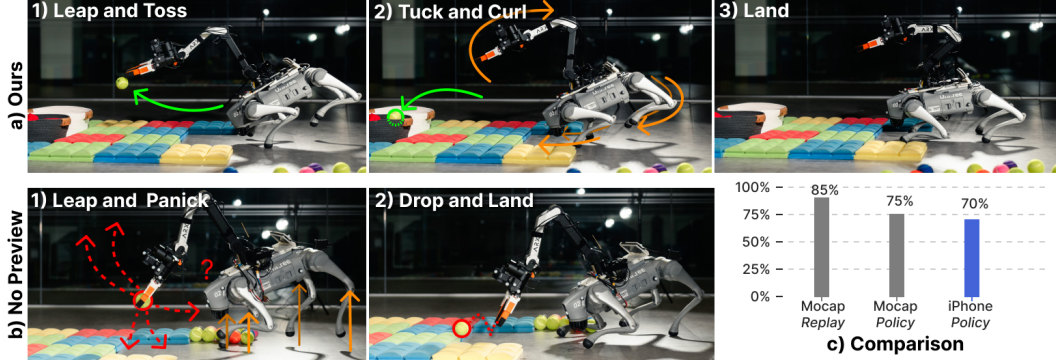 a) Ours
1) Leap and Toss
2) Tuck and Curl
3) Land
b) No Preview
1) Leap and Panick
?
2) Drop and Land
100%
75%
50%
25%
0%
85%
75%
70%
Mocap
Replay
Mocap
Policy
iPhone
Policy
c) Comparison